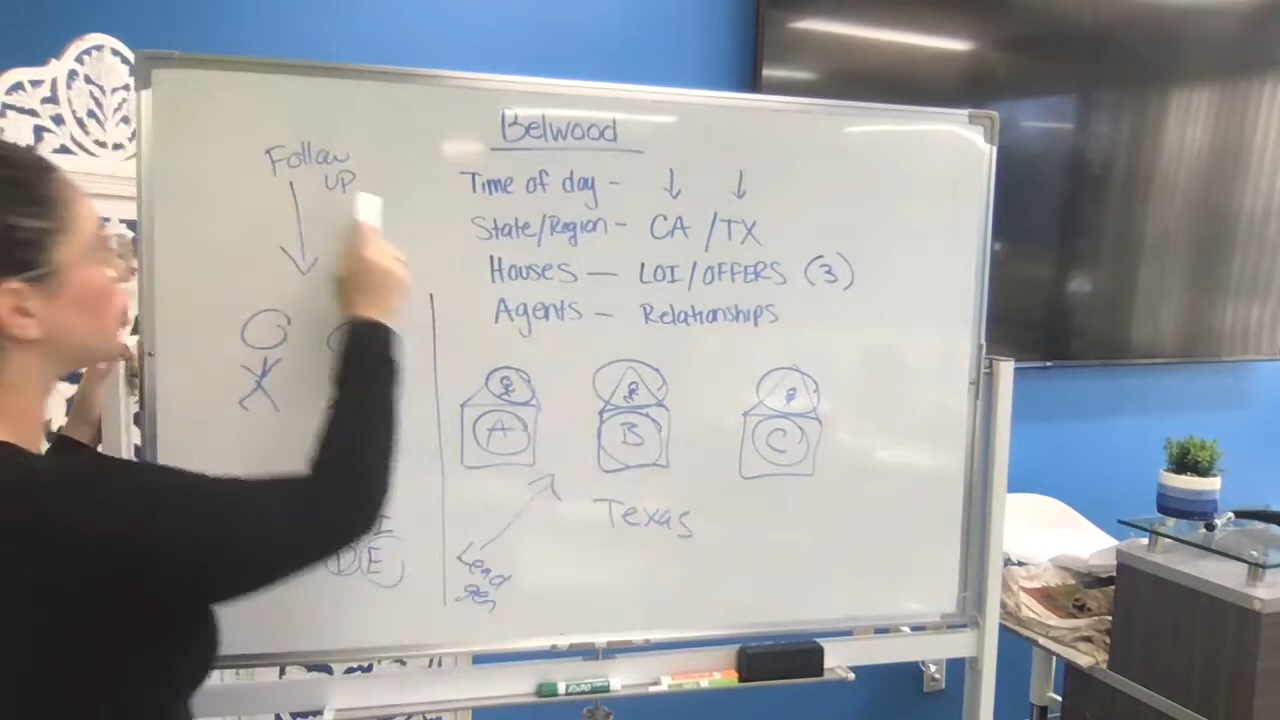 Belwood
Follow
UP
Time of day - ↓ ↓
State/Region - CA / TX
Houses — LOI/OFFERS (3)
Agents - Relationships
A B C
Texas
D E
Lead
gen
EXPO